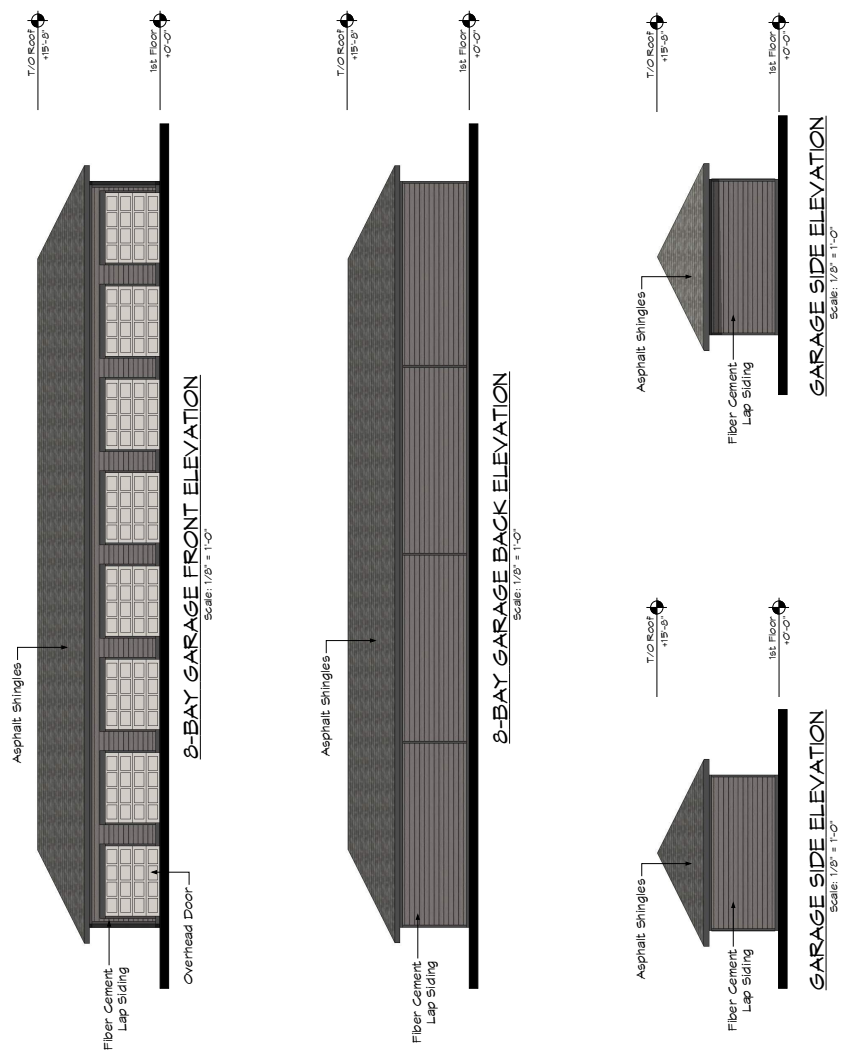 T/O Roof
+15'-8"
1st Floor
+0'-0"
Asphalt Shingles
Fiber Cement
Lap Siding
Overhead Door
8-BAY GARAGE FRONT ELEVATION
Scale: 1/8" = 1'-0"
T/O Roof
+15'-8"
1st Floor
+0'-0"
Asphalt Shingles
Fiber Cement
Lap Siding
8-BAY GARAGE BACK ELEVATION
Scale: 1/8" = 1'-0"
T/O Roof
+15'-8"
1st Floor
+0'-0"
Asphalt Shingles
Fiber Cement
Lap Siding
GARAGE SIDE ELEVATION
Scale: 1/8" = 1'-0"
T/O Roof
+15'-8"
1st Floor
+0'-0"
Asphalt Shingles
Fiber Cement
Lap Siding
GARAGE SIDE ELEVATION
Scale: 1/8" = 1'-0"